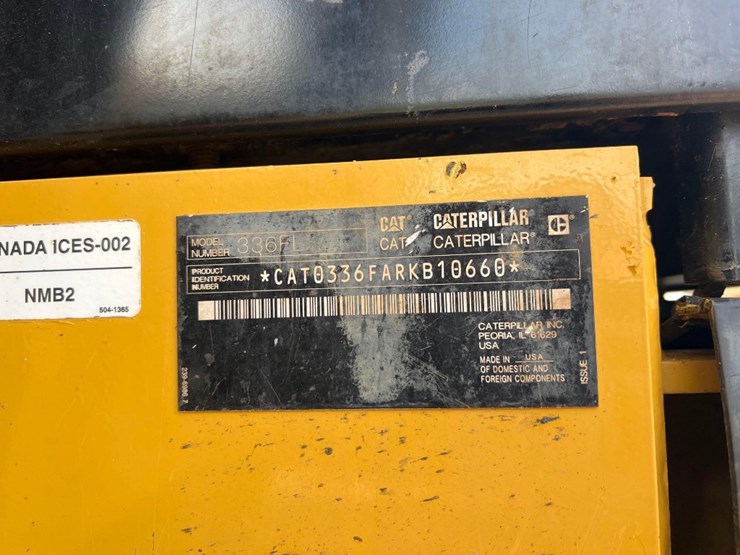 NADA ICES-002
NMB2
504-1365
MODEL NUMBER 336FL
CAT CATERPILLAR
CAT CATERPILLAR
PRODUCT IDENTIFICATION NUMBER *CAT0336FARKB10660*
CATERPILLAR INC.
PEORIA, IL 61629
USA
MADE IN USA
OF DOMESTIC AND
FOREIGN COMPONENTS
ISSUE 1